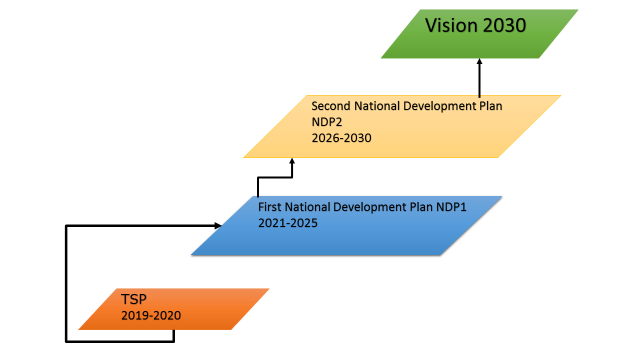 Vision 2030
Second National Development Plan
NDP2
2026-2030
First National Development Plan NDP1
2021-2025
TSP
2019-2020